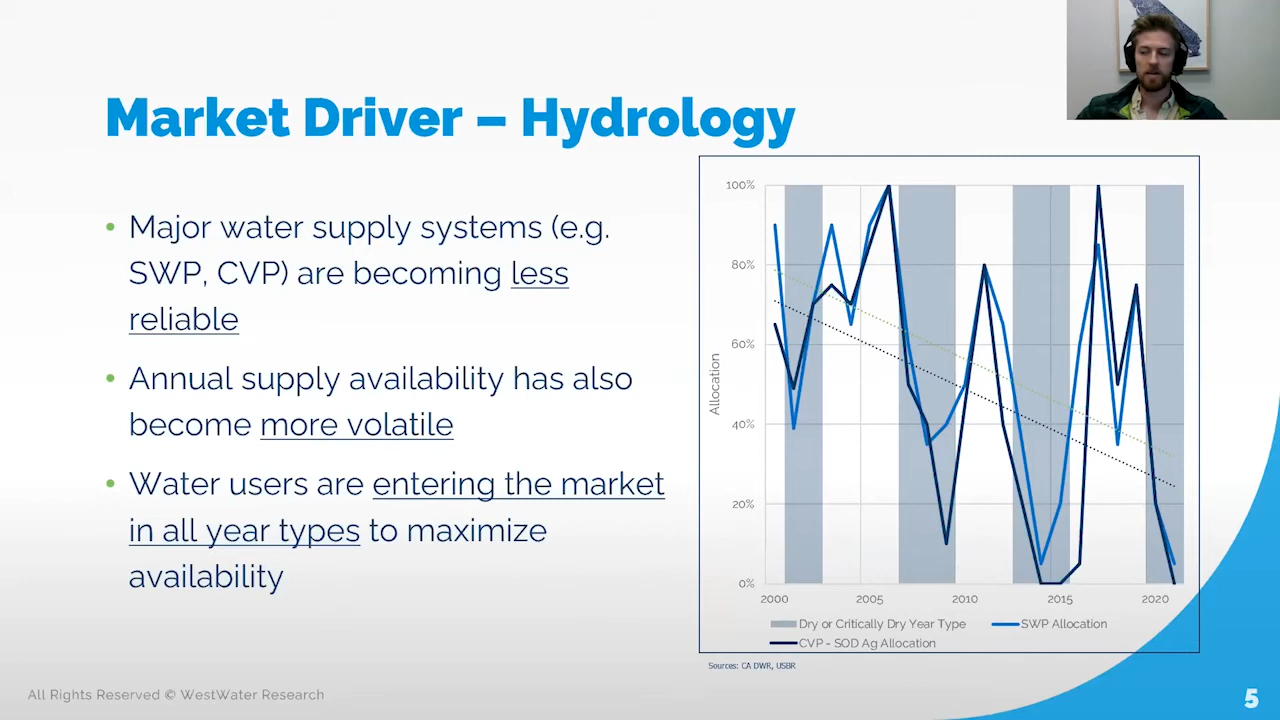 Market Driver – Hydrology
• Major water supply systems (e.g.
SWP, CVP) are becoming less
reliable
• Annual supply availability has also
become more volatile
• Water users are entering the market
in all year types to maximize
availability
100%
80%
60%
40%
20%
0%
Allocation
2000 2005 2010 2015 2020
Dry or Critically Dry Year Type SWP Allocation
CVP - SOD Ag Allocation
Sources: CA DWR, USBR
All Rights Reserved © WestWater Research
5